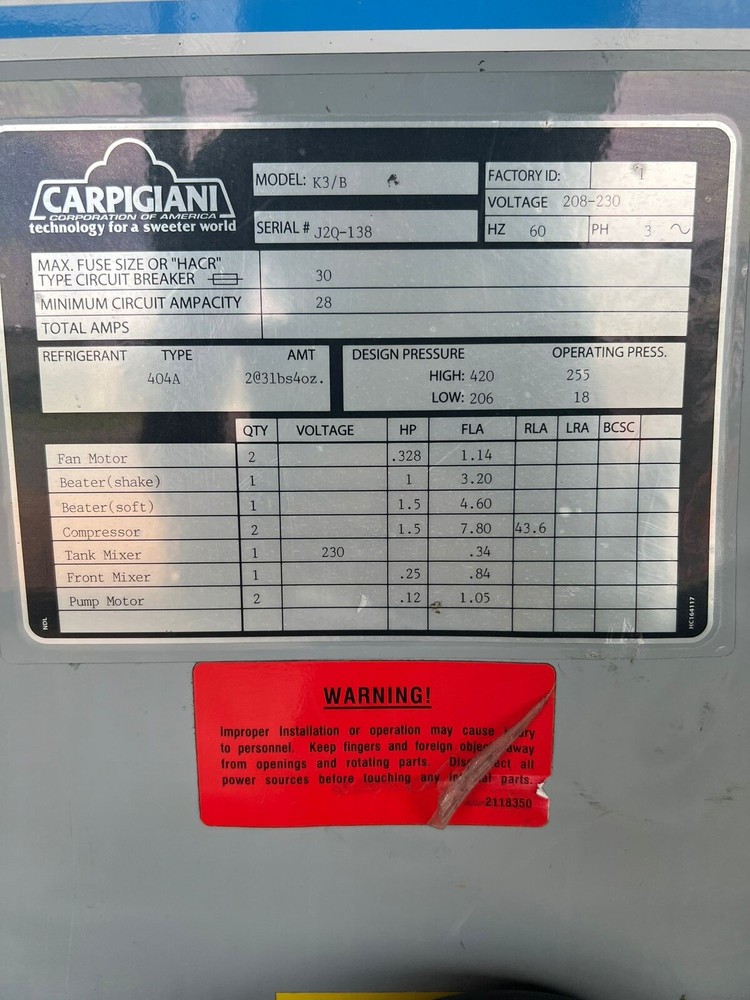 CARPIGIANI
CORPORATION OF AMERICA
technology for a sweeter world
MODEL: K3/B
SERIAL # J2Q-138
FACTORY ID: 1
VOLTAGE 208-230
HZ 60 PH 3 ~
MAX. FUSE SIZE OR "HACR"
TYPE CIRCUIT BREAKER 30
MINIMUM CIRCUIT AMPACITY 28
TOTAL AMPS
REFRIGERANT TYPE AMT
404A 2@3lbs4oz.
DESIGN PRESSURE OPERATING PRESS.
HIGH: 420 255
LOW: 206 18
QTY VOLTAGE HP FLA RLA LRA BCSC
Fan Motor 2 .328 1.14
Beater(shake) 1 1 3.20
Beater(soft) 1 1.5 4.60
Compressor 2 1.5 7.80 43.6
Tank Mixer 1 230 .34
Front Mixer 1 .25 .84
Pump Motor 2 .12 1.05
NDL
HC164117
WARNING!
Improper Installation or operation may cause
to personnel. Keep fingers and foreign away
from openings and rotating parts. all
power sources before touching any parts.
2118350